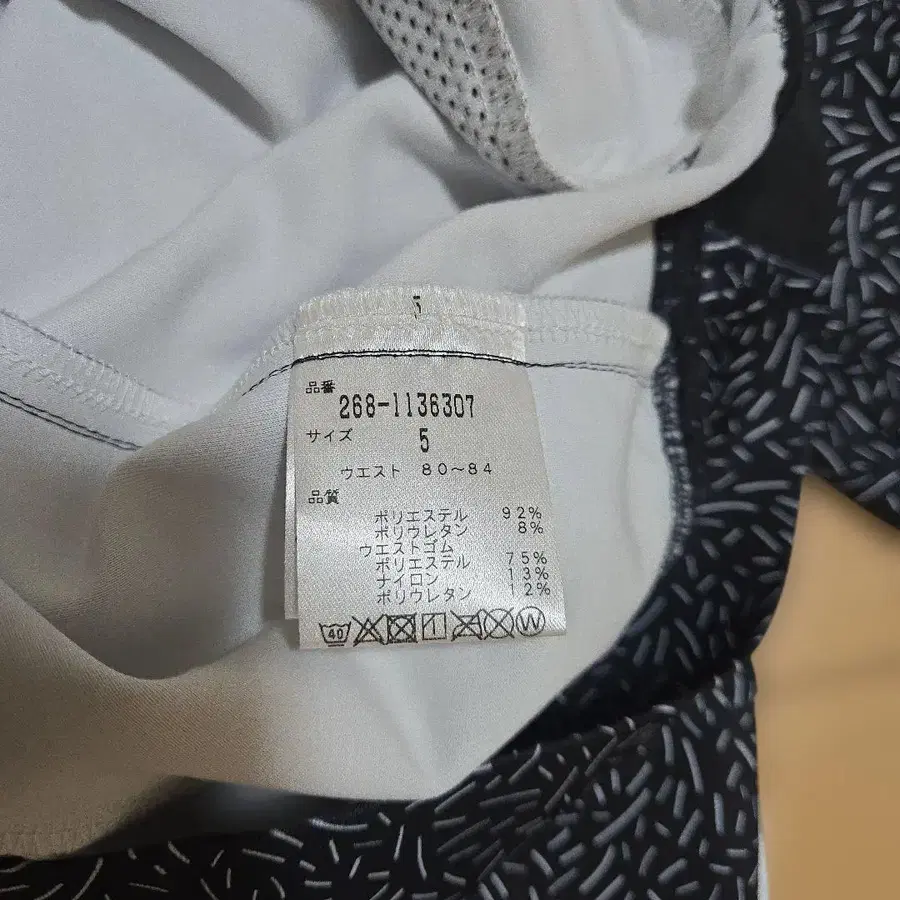 5
品番
268-1136307
サイズ 5
ウエスト 80～84
品質
ポリエステル 92%
ポリウレタン 8%
ウエストゴム
ポリエステル 75%
ナイロン 13%
ポリウレタン 12%
40 W